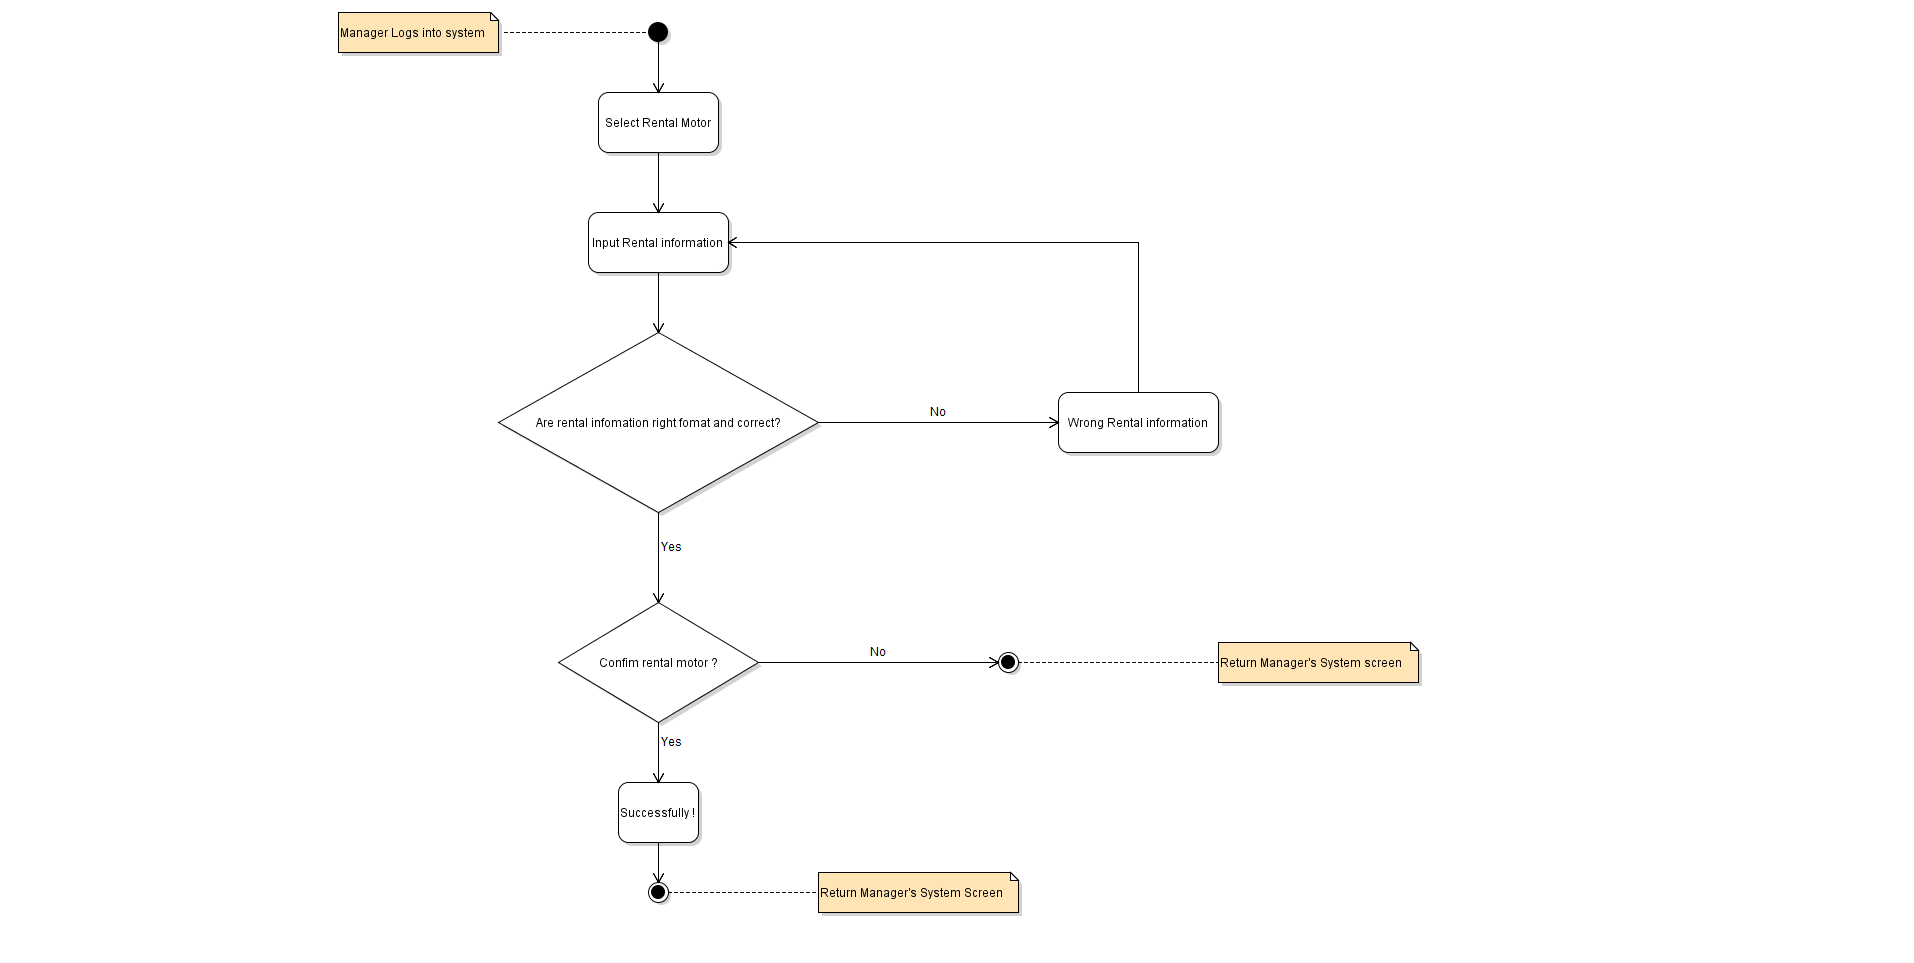 Manager Logs into system
Select Rental Motor
Input Rental information
Are rental infomation right fomat and correct?
No
Wrong Rental information
Yes
Confim rental motor ?
No
Return Manager's System screen
Yes
Successfully !
Return Manager's System Screen